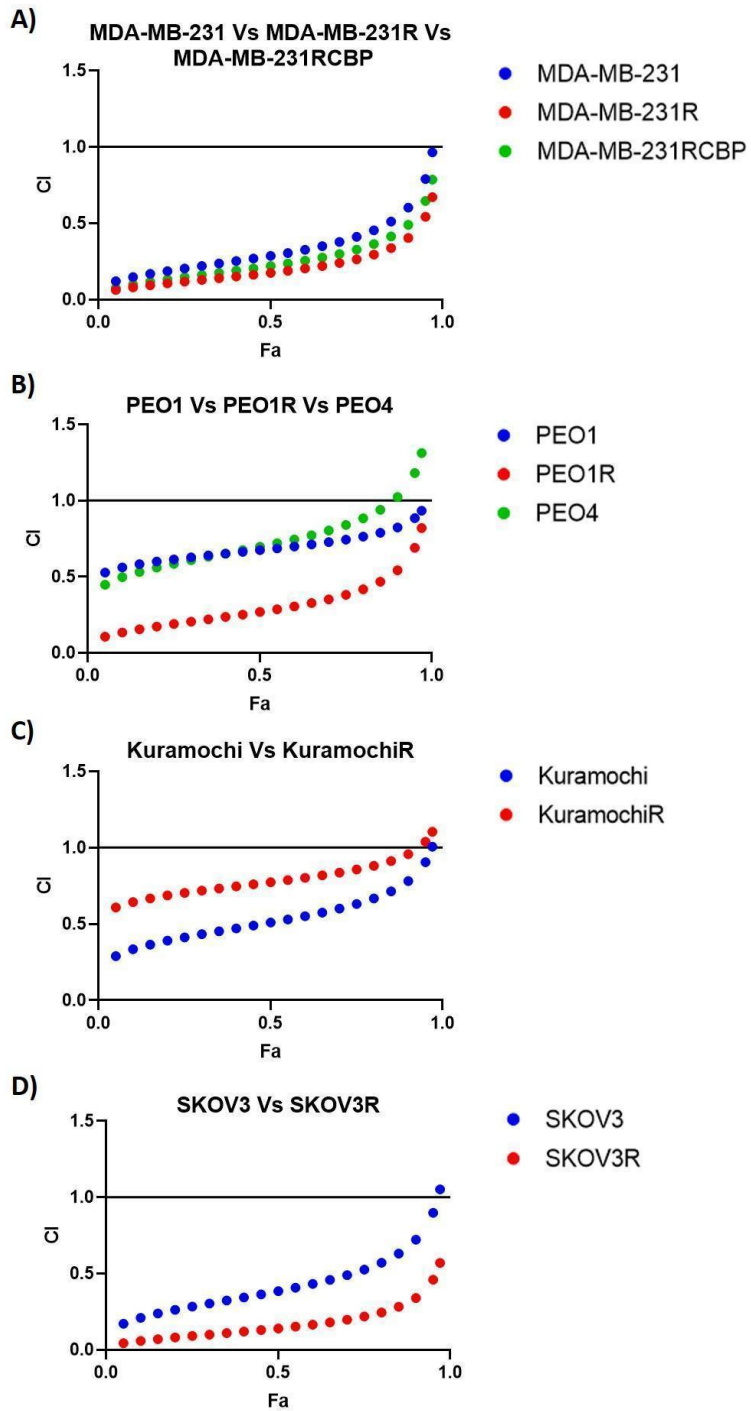 A)
MDA-MB-231 Vs MDA-MB-231R Vs
MDA-MB-231RCBP
1.5
1.0
0.5
0.0
CI
0.0
0.5
1.0
Fa
MDA-MB-231
MDA-MB-231R
MDA-MB-231RCBP
B)
PEO1 Vs PEO1R Vs PEO4
1.5
1.0
0.5
0.0
CI
0.0
0.5
1.0
Fa
PEO1
PEO1R
PEO4
C)
Kuramochi Vs KuramochiR
1.5
1.0
0.5
0.0
CI
0.0
0.5
1.0
Fa
Kuramochi
KuramochiR
D)
SKOV3 Vs SKOV3R
1.5
1.0
0.5
0.0
CI
0.0
0.5
1.0
Fa
SKOV3
SKOV3R